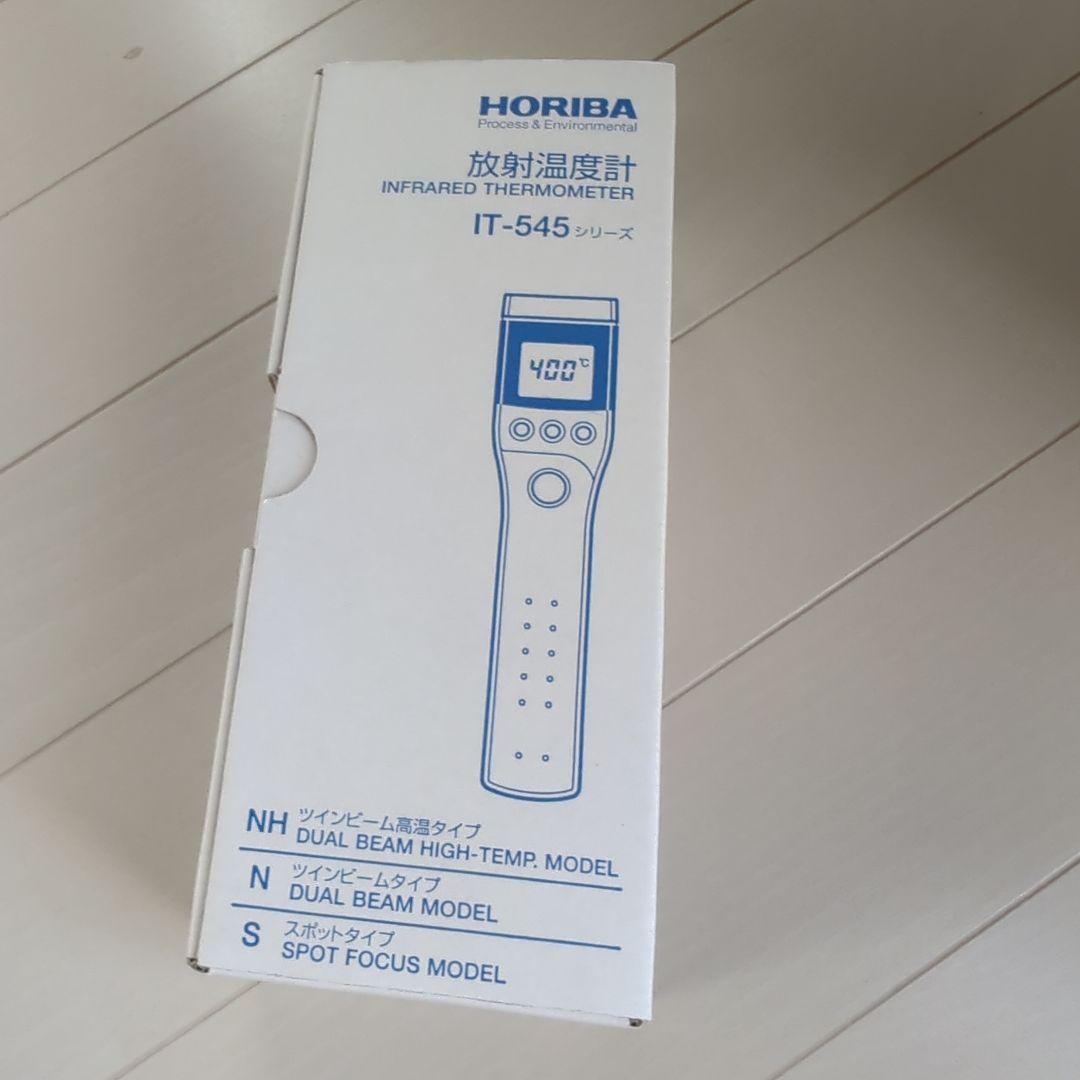 HORIBA
Process & Environmental
放射温度計
INFRARED THERMOMETER
IT-545 シリーズ
400℃
NH ツインビーム高温タイプ
DUAL BEAM HIGH-TEMP. MODEL
N ツインビームタイプ
DUAL BEAM MODEL
S スポットタイプ
SPOT FOCUS MODEL